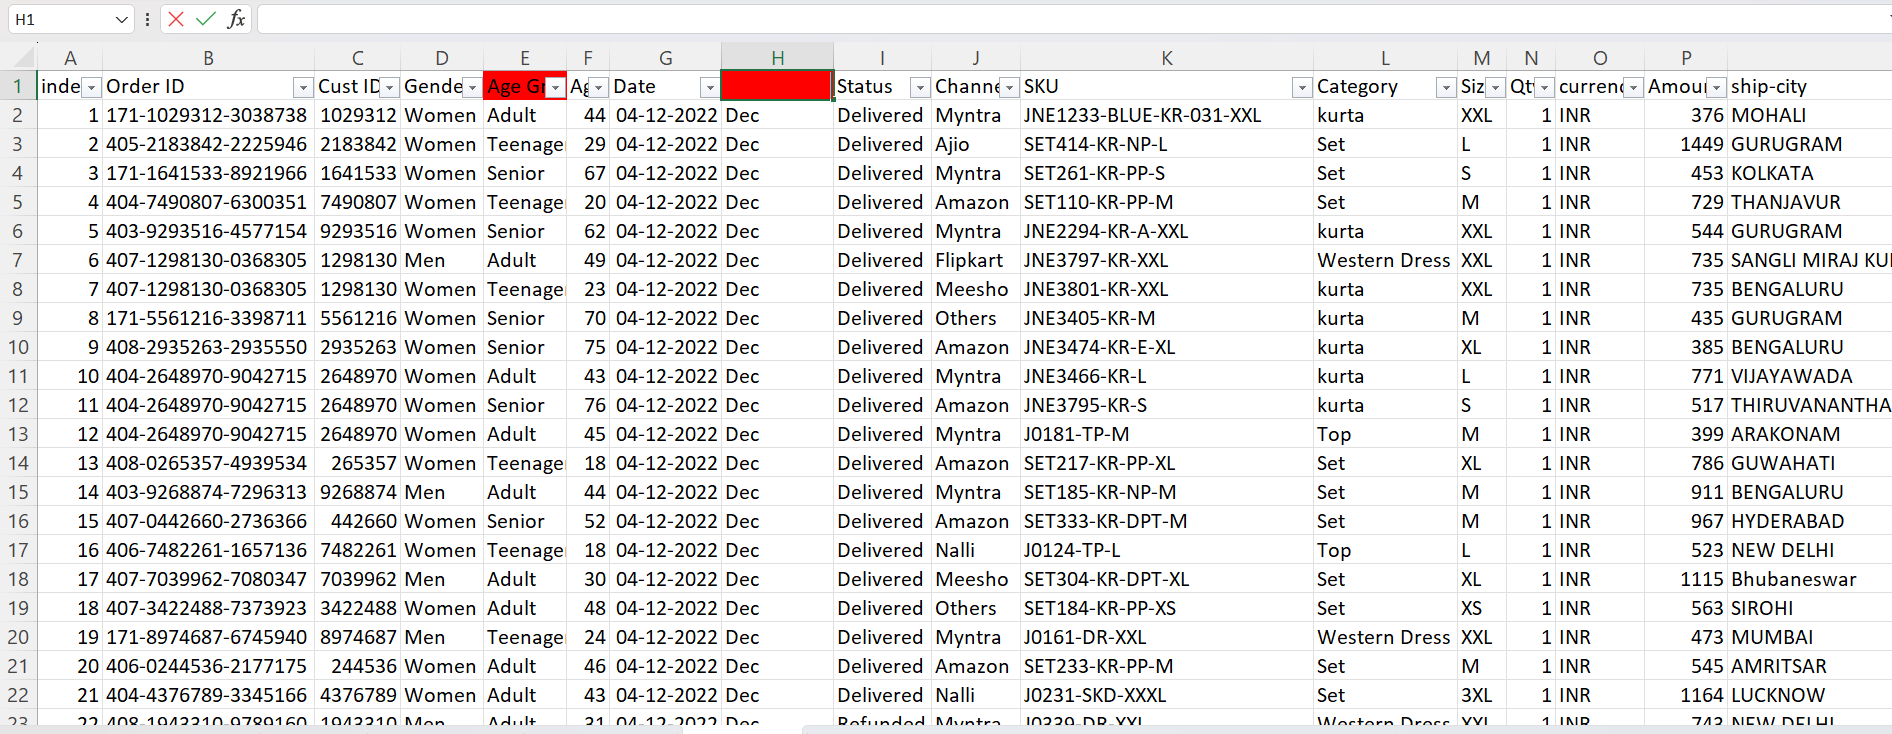 H1 fx
A B C D E F G H I J K L M N O P
1 inde Order ID Cust ID Gende Age Gr Ag Date Status Channe SKU Category Siz Qt currenc Amou ship-city
2 1 171-1029312-3038738 1029312 Women Adult 44 04-12-2022 Dec Delivered Myntra JNE1233-BLUE-KR-031-XXL kurta XXL 1 INR 376 MOHALI
3 2 405-2183842-2225946 2183842 Women Teenager 29 04-12-2022 Dec Delivered Ajio SET414-KR-NP-L Set L 1 INR 1449 GURUGRAM
4 3 171-1641533-8921966 1641533 Women Senior 67 04-12-2022 Dec Delivered Myntra SET261-KR-PP-S Set S 1 INR 453 KOLKATA
5 4 404-7490807-6300351 7490807 Women Teenager 20 04-12-2022 Dec Delivered Amazon SET110-KR-PP-M Set M 1 INR 729 THANJAVUR
6 5 403-9293516-4577154 9293516 Women Senior 62 04-12-2022 Dec Delivered Myntra JNE2294-KR-A-XXL kurta XXL 1 INR 544 GURUGRAM
7 6 407-1298130-0368305 1298130 Men Adult 49 04-12-2022 Dec Delivered Flipkart JNE3797-KR-XXL Western Dress XXL 1 INR 735 SANGLI MIRAJ KU
8 7 407-1298130-0368305 1298130 Women Teenager 23 04-12-2022 Dec Delivered Meesho JNE3801-KR-XXL kurta XXL 1 INR 735 BENGALURU
9 8 171-5561216-3398711 5561216 Women Senior 70 04-12-2022 Dec Delivered Others JNE3405-KR-M kurta M 1 INR 435 GURUGRAM
10 9 408-2935263-2935550 2935263 Women Senior 75 04-12-2022 Dec Delivered Amazon JNE3474-KR-E-XL kurta XL 1 INR 385 BENGALURU
11 10 404-2648970-9042715 2648970 Women Adult 43 04-12-2022 Dec Delivered Myntra JNE3466-KR-L kurta L 1 INR 771 VIJAYAWADA
12 11 404-2648970-9042715 2648970 Women Senior 76 04-12-2022 Dec Delivered Amazon JNE3795-KR-S kurta S 1 INR 517 THIRUVANANTHA
13 12 404-2648970-9042715 2648970 Women Adult 45 04-12-2022 Dec Delivered Myntra J0181-TP-M Top M 1 INR 399 ARAKONAM
14 13 408-0265357-4939534 265357 Women Teenager 18 04-12-2022 Dec Delivered Amazon SET217-KR-PP-XL Set XL 1 INR 786 GUWAHATI
15 14 403-9268874-7296313 9268874 Men Adult 44 04-12-2022 Dec Delivered Myntra SET185-KR-NP-M Set M 1 INR 911 BENGALURU
16 15 407-0442660-2736366 442660 Women Senior 52 04-12-2022 Dec Delivered Amazon SET333-KR-DPT-M Set M 1 INR 967 HYDERABAD
17 16 406-7482261-1657136 7482261 Women Teenager 18 04-12-2022 Dec Delivered Nalli J0124-TP-L Top L 1 INR 523 NEW DELHI
18 17 407-7039962-7080347 7039962 Men Adult 30 04-12-2022 Dec Delivered Meesho SET304-KR-DPT-XL Set XL 1 INR 1115 Bhubaneswar
19 18 407-3422488-7373923 3422488 Women Adult 48 04-12-2022 Dec Delivered Others SET184-KR-PP-XS Set XS 1 INR 563 SIROHI
20 19 171-8974687-6745940 8974687 Men Teenager 24 04-12-2022 Dec Delivered Myntra J0161-DR-XXL Western Dress XXL 1 INR 473 MUMBAI
21 20 406-0244536-2177175 244536 Women Adult 46 04-12-2022 Dec Delivered Amazon SET233-KR-PP-M Set M 1 INR 545 AMRITSAR
22 21 404-4376789-3345166 4376789 Women Adult 43 04-12-2022 Dec Delivered Nalli J0231-SKD-XXXL Set 3XL 1 INR 1164 LUCKNOW
23 22 408-1943310-9789160 1943310 Men Adult 31 04-12-2022 Dec Refunded Myntra J0339-DR-XXL Western Dress XXL 1 INR 743 NEW DELHI